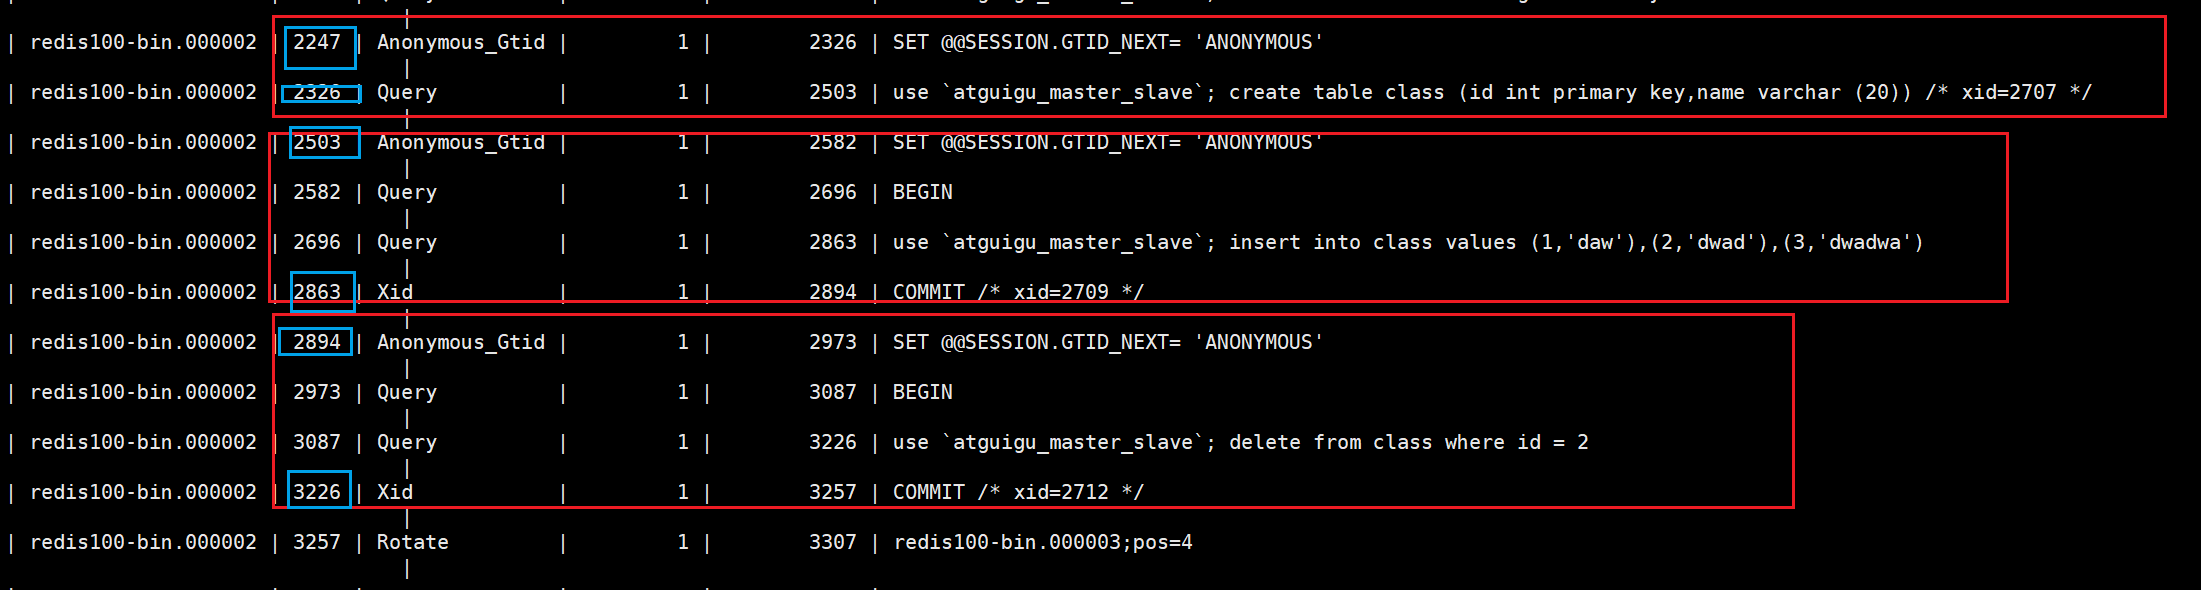 | redis100-bin.000002 | 2247 | Anonymous_Gtid | 1 | 2326 | SET @@SESSION.GTID_NEXT= 'ANONYMOUS'
|
| redis100-bin.000002 | 2326 | Query | 1 | 2503 | use `atguigu_master_slave`; create table class (id int primary key,name varchar (20)) /* xid=2707 */
|
| redis100-bin.000002 | 2503 | Anonymous_Gtid | 1 | 2582 | SET @@SESSION.GTID_NEXT= 'ANONYMOUS'
|
| redis100-bin.000002 | 2582 | Query | 1 | 2696 | BEGIN
|
| redis100-bin.000002 | 2696 | Query | 1 | 2863 | use `atguigu_master_slave`; insert into class values (1,'daw'),(2,'dwad'),(3,'dwadwa')
|
| redis100-bin.000002 | 2863 | Xid | 1 | 2894 | COMMIT /* xid=2709 */
|
| redis100-bin.000002 | 2894 | Anonymous_Gtid | 1 | 2973 | SET @@SESSION.GTID_NEXT= 'ANONYMOUS'
|
| redis100-bin.000002 | 2973 | Query | 1 | 3087 | BEGIN
|
| redis100-bin.000002 | 3087 | Query | 1 | 3226 | use `atguigu_master_slave`; delete from class where id = 2
|
| redis100-bin.000002 | 3226 | Xid | 1 | 3257 | COMMIT /* xid=2712 */
|
| redis100-bin.000002 | 3257 | Rotate | 1 | 3307 | redis100-bin.000003;pos=4
|